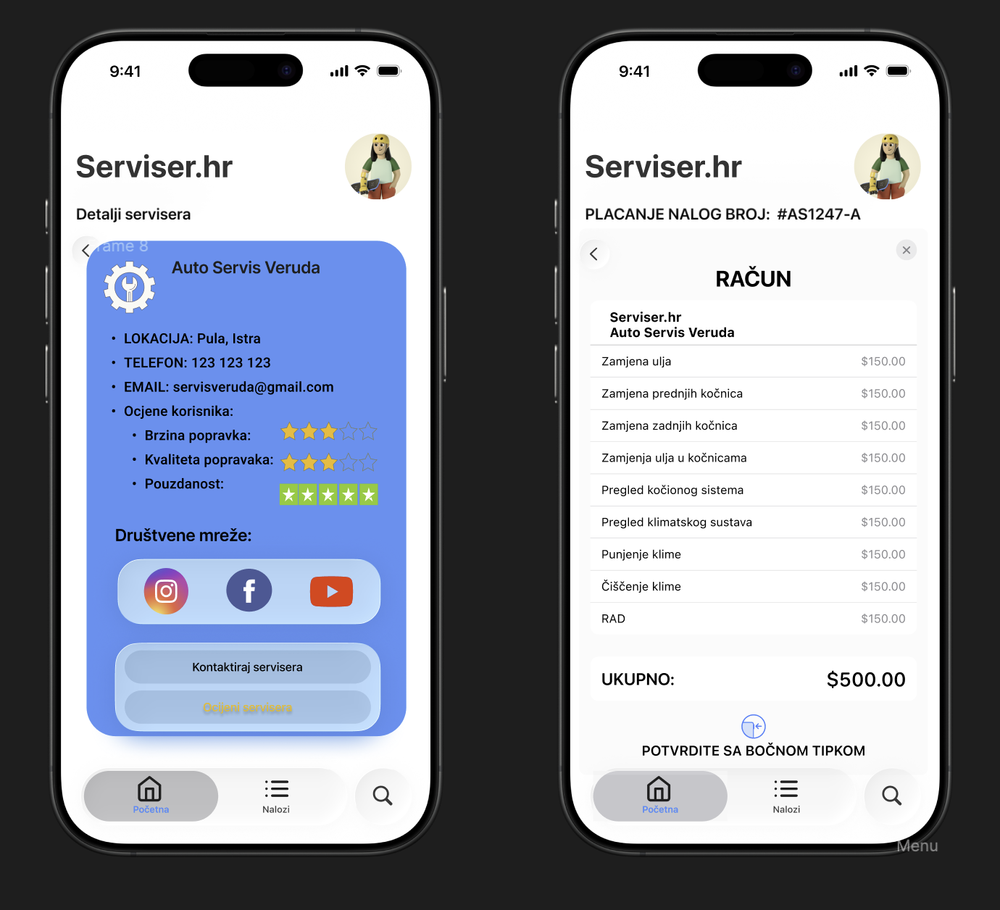 9:41
Serviser.hr
Detalji servisera
rame 8
Auto Servis Veruda
• LOKACIJA: Pula, Istra
• TELEFON: 123 123 123
• EMAIL: servisveruda@gmail.com
• Ocjene korisnika:
• Brzina popravka:
• Kvaliteta popravaka:
• Pouzdanost:
Društvene mreže:
Kontaktiraj servisera
Ocijeni servisera
Početna
Nalozi
9:41
Serviser.hr
PLACANJE NALOG BROJ: #AS1247-A
RAČUN
Serviser.hr
Auto Servis Veruda
Zamjena ulja $150.00
Zamjena prednjih kočnica $150.00
Zamjena zadnjih kočnica $150.00
Zamjenja ulja u kočnicama $150.00
Pregled kočionog sistema $150.00
Pregled klimatskog sustava $150.00
Punjenje klime $150.00
Čiščenje klime $150.00
RAD $150.00
UKUPNO: $500.00
POTVRDITE SA BOČNOM TIPKOM
Početna
Nalozi
Menu